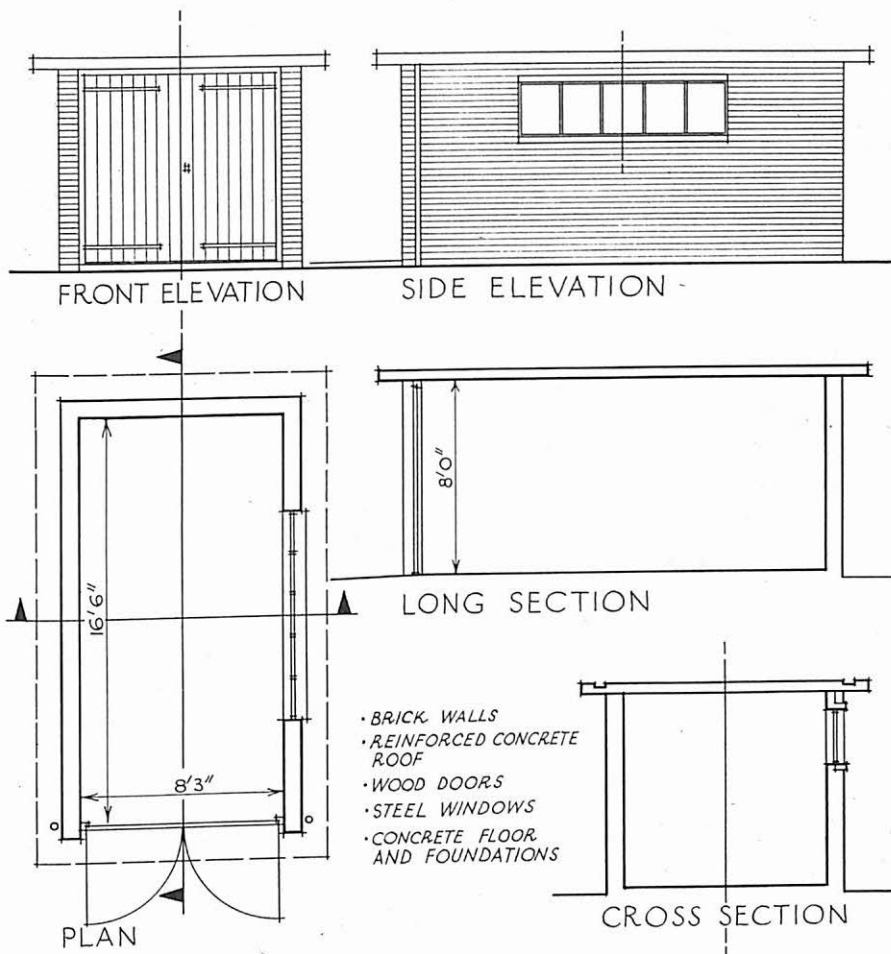 FRONT ELEVATION
SIDE ELEVATION
16'6"
8'3"
PLAN
8'0"
LONG SECTION
• BRICK WALLS
• REINFORCED CONCRETE
ROOF
• WOOD DOORS
• STEEL WINDOWS
• CONCRETE FLOOR
AND FOUNDATIONS
CROSS SECTION